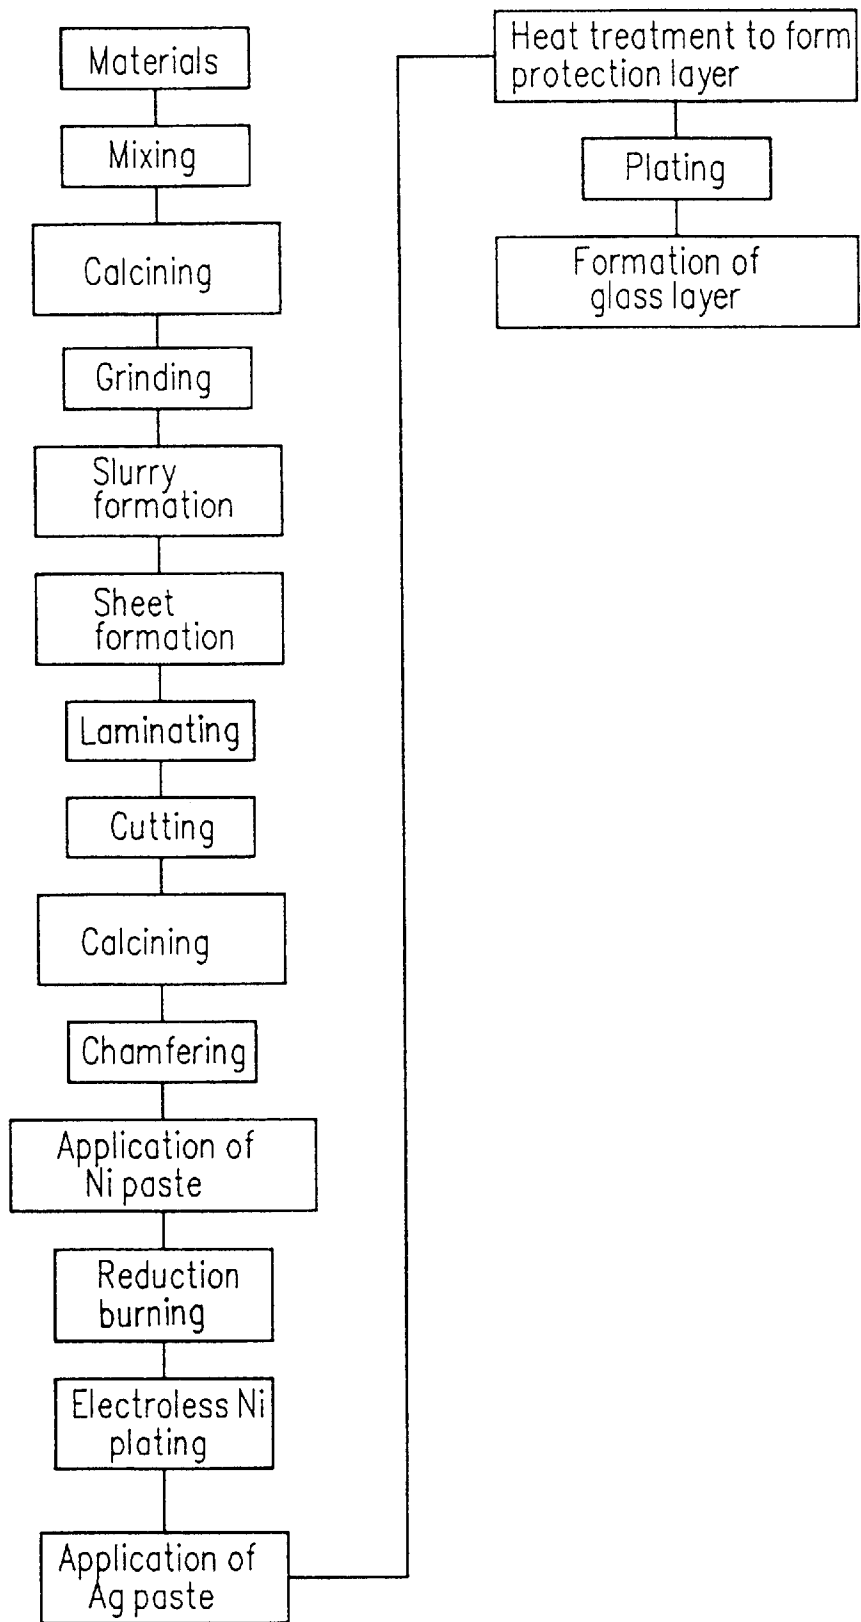 Materials
Mixing
Calcining
Grinding
Slurry
formation
Sheet
formation
Laminating
Cutting
Calcining
Chamfering
Application of
Ni paste
Reduction
burning
Electroless Ni
plating
Application of
Ag paste
Heat treatment to form
protection layer
Plating
Formation of
glass layer